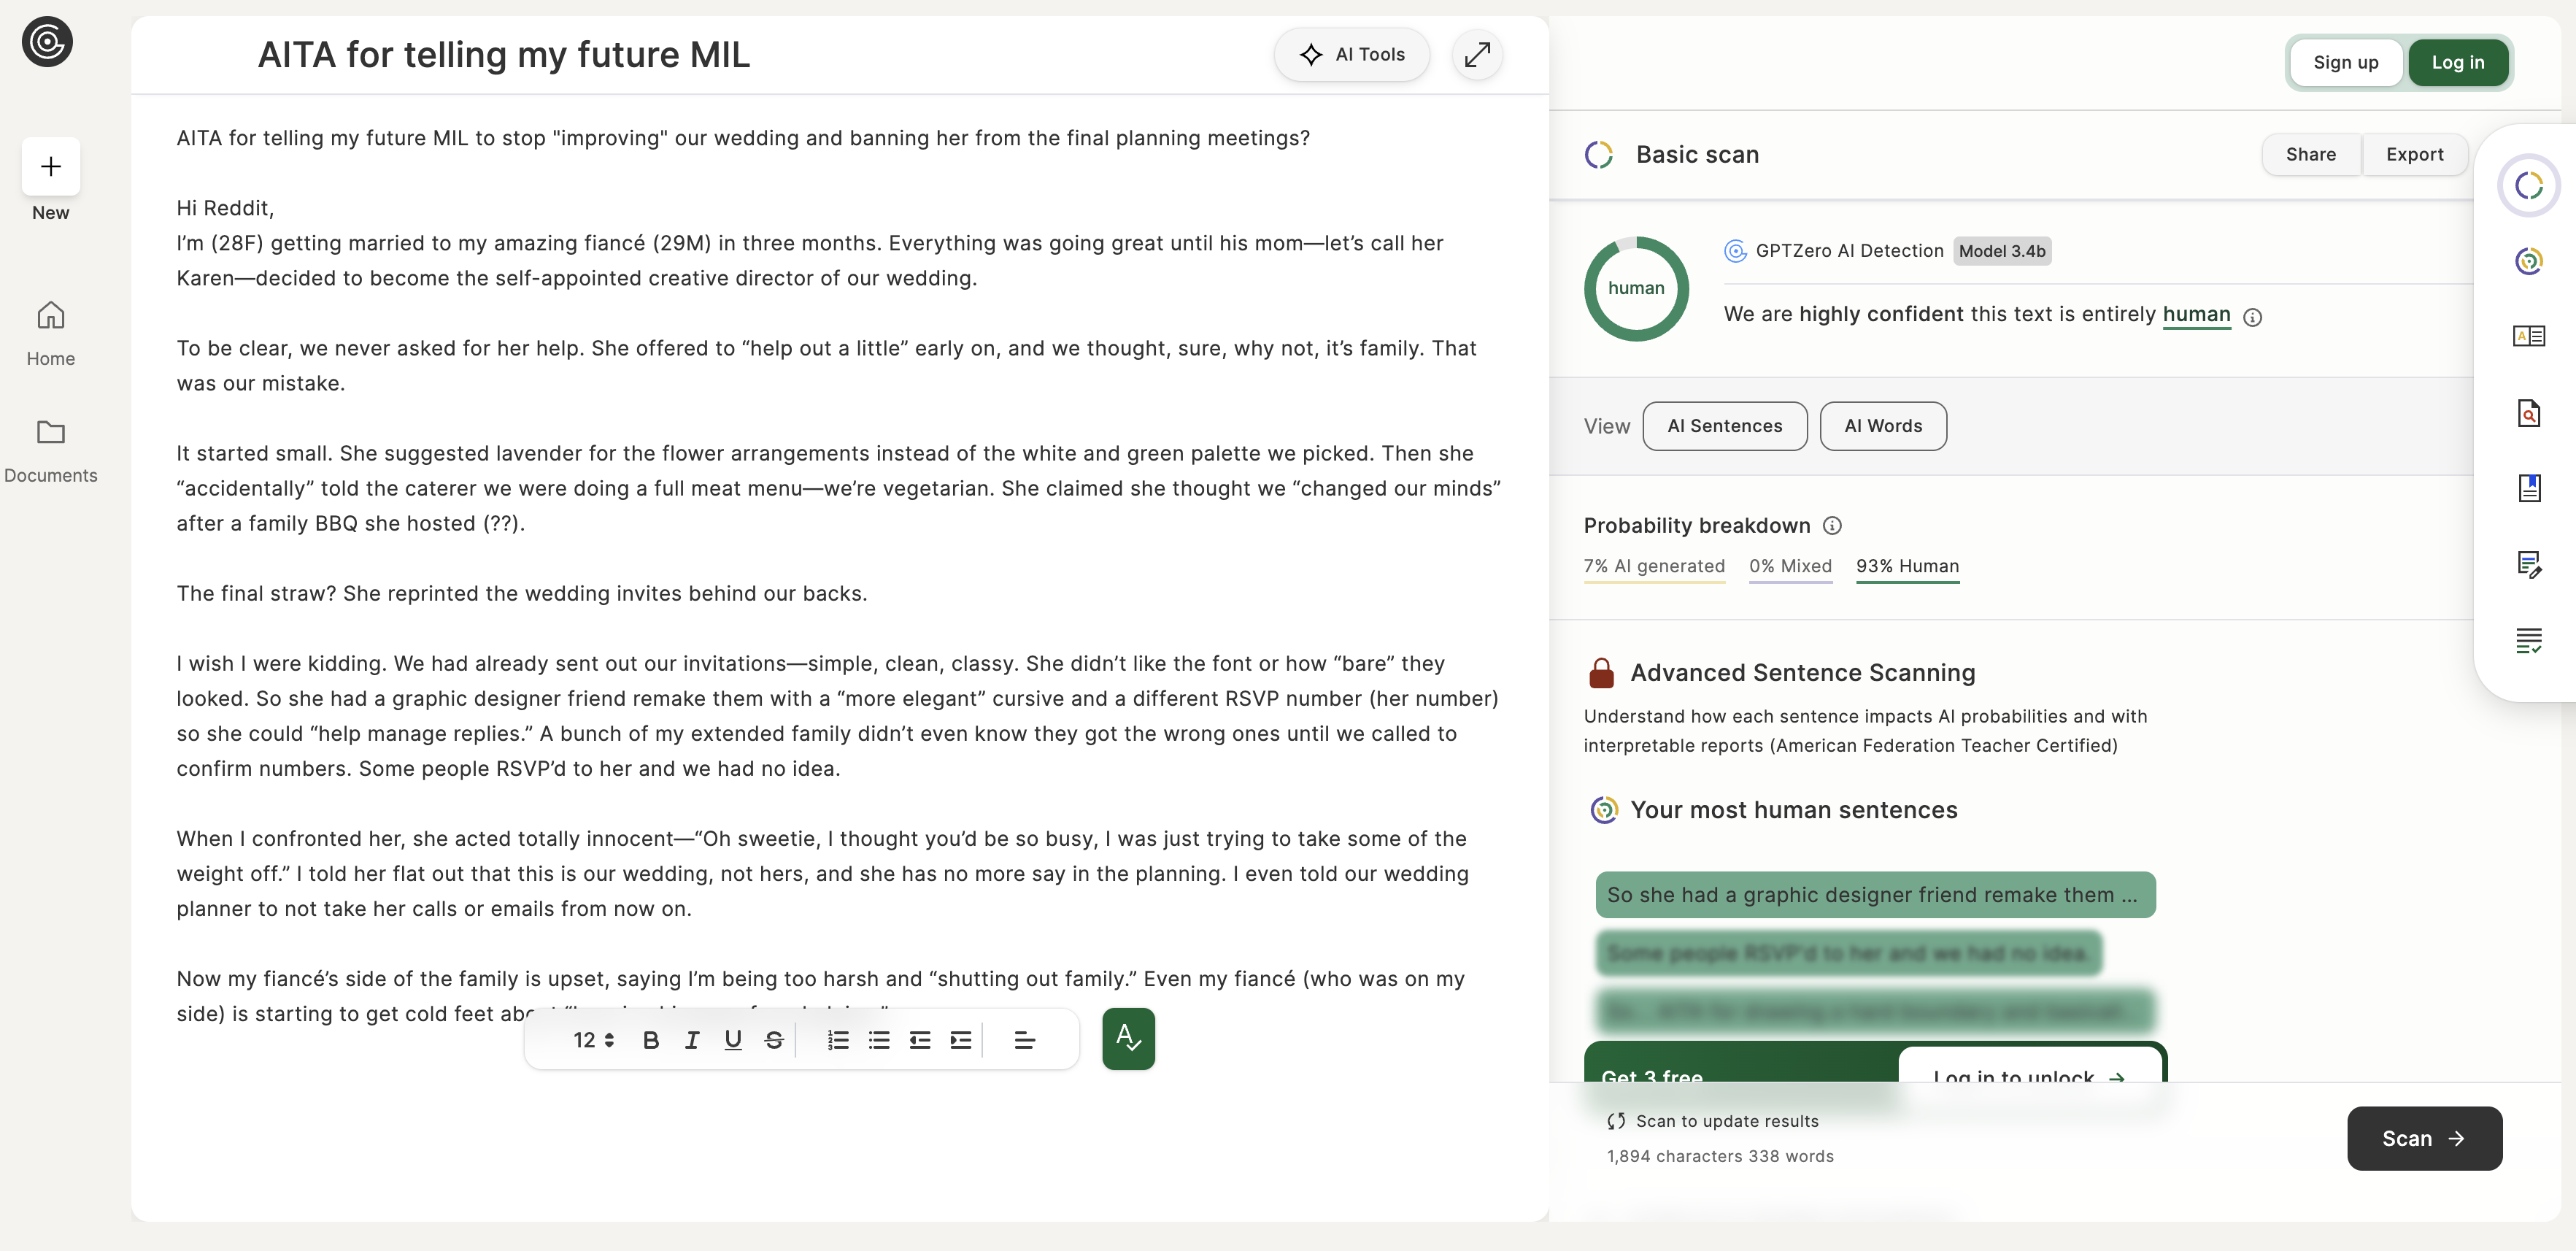 AITA for telling my future MIL
AI Tools
New
Home
Documents
AITA for telling my future MIL to stop "improving" our wedding and banning her from the final planning meetings?
Hi Reddit,
I’m (28F) getting married to my amazing fiancé (29M) in three months. Everything was going great until his mom—let’s call her
Karen—decided to become the self-appointed creative director of our wedding.
To be clear, we never asked for her help. She offered to “help out a little” early on, and we thought, sure, why not, it’s family. That
was our mistake.
It started small. She suggested lavender for the flower arrangements instead of the white and green palette we picked. Then she
“accidentally” told the caterer we were doing a full meat menu—we’re vegetarian. She claimed she thought we “changed our minds”
after a family BBQ she hosted (??).
The final straw? She reprinted the wedding invites behind our backs.
I wish I were kidding. We had already sent out our invitations—simple, clean, classy. She didn’t like the font or how “bare” they
looked. So she had a graphic designer friend remake them with a “more elegant” cursive and a different RSVP number (her number)
so she could “help manage replies.” A bunch of my extended family didn’t even know they got the wrong ones until we called to
confirm numbers. Some people RSVP’d to her and we had no idea.
When I confronted her, she acted totally innocent—“Oh sweetie, I thought you’d be so busy, I was just trying to take some of the
weight off.” I told her flat out that this is our wedding, not hers, and she has no more say in the planning. I even told our wedding
planner to not take her calls or emails from now on.
Now my fiancé’s side of the family is upset, saying I’m being too harsh and “shutting out family.” Even my fiancé (who was on my
side) is starting to get cold feet
12
B I U S
A
Sign up
Log in
Basic scan
Share
Export
human
GPTZero AI Detection Model 3.4b
We are highly confident this text is entirely human
View
AI Sentences
AI Words
Probability breakdown
7% AI generated 0% Mixed 93% Human
Advanced Sentence Scanning
Understand how each sentence impacts AI probabilities and with
interpretable reports (American Federation Teacher Certified)
Your most human sentences
So she had a graphic designer friend remake them ...
Some people RSVP’d to her and we had no idea.
Get 3 free
Log in to unlock
Scan to update results
1,894 characters 338 words
Scan